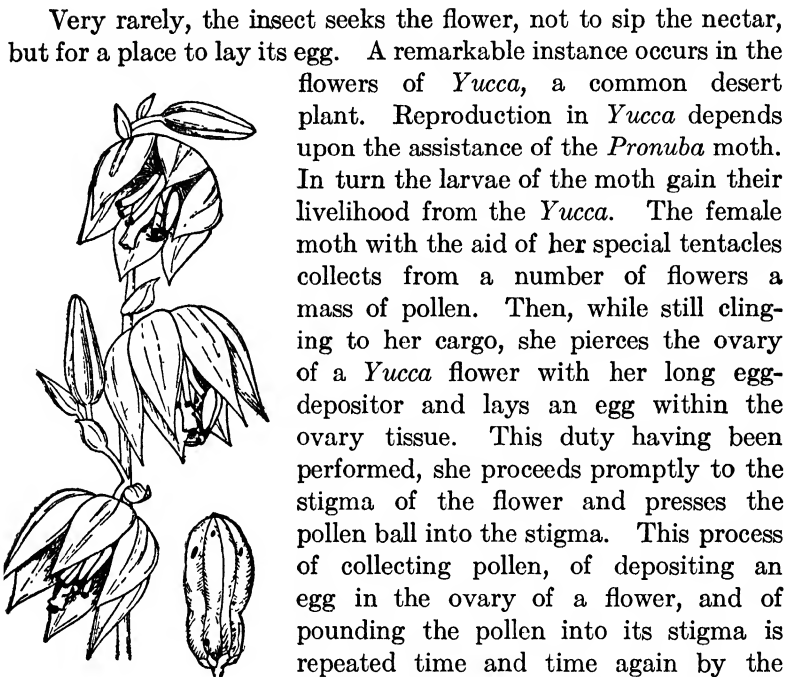 Very rarely, the insect seeks the flower, not to sip the nectar,
but for a place to lay its egg. A remarkable instance occurs in the
flowers of Yucca, a common desert
plant. Reproduction in Yucca depends
upon the assistance of the Pronuba moth.
In turn the larvae of the moth gain their
livelihood from the Yucca. The female
moth with the aid of her special tentacles
collects from a number of flowers a
mass of pollen. Then, while still cling-
ing to her cargo, she pierces the ovary
of a Yucca flower with her long egg-
depositor and lays an egg within the
ovary tissue. This duty having been
performed, she proceeds promptly to the
stigma of the flower and presses the
pollen ball into the stigma. This process
of collecting pollen, of depositing an
egg in the ovary of a flower, and of
pounding the pollen into its stigma is
repeated time and time again by the